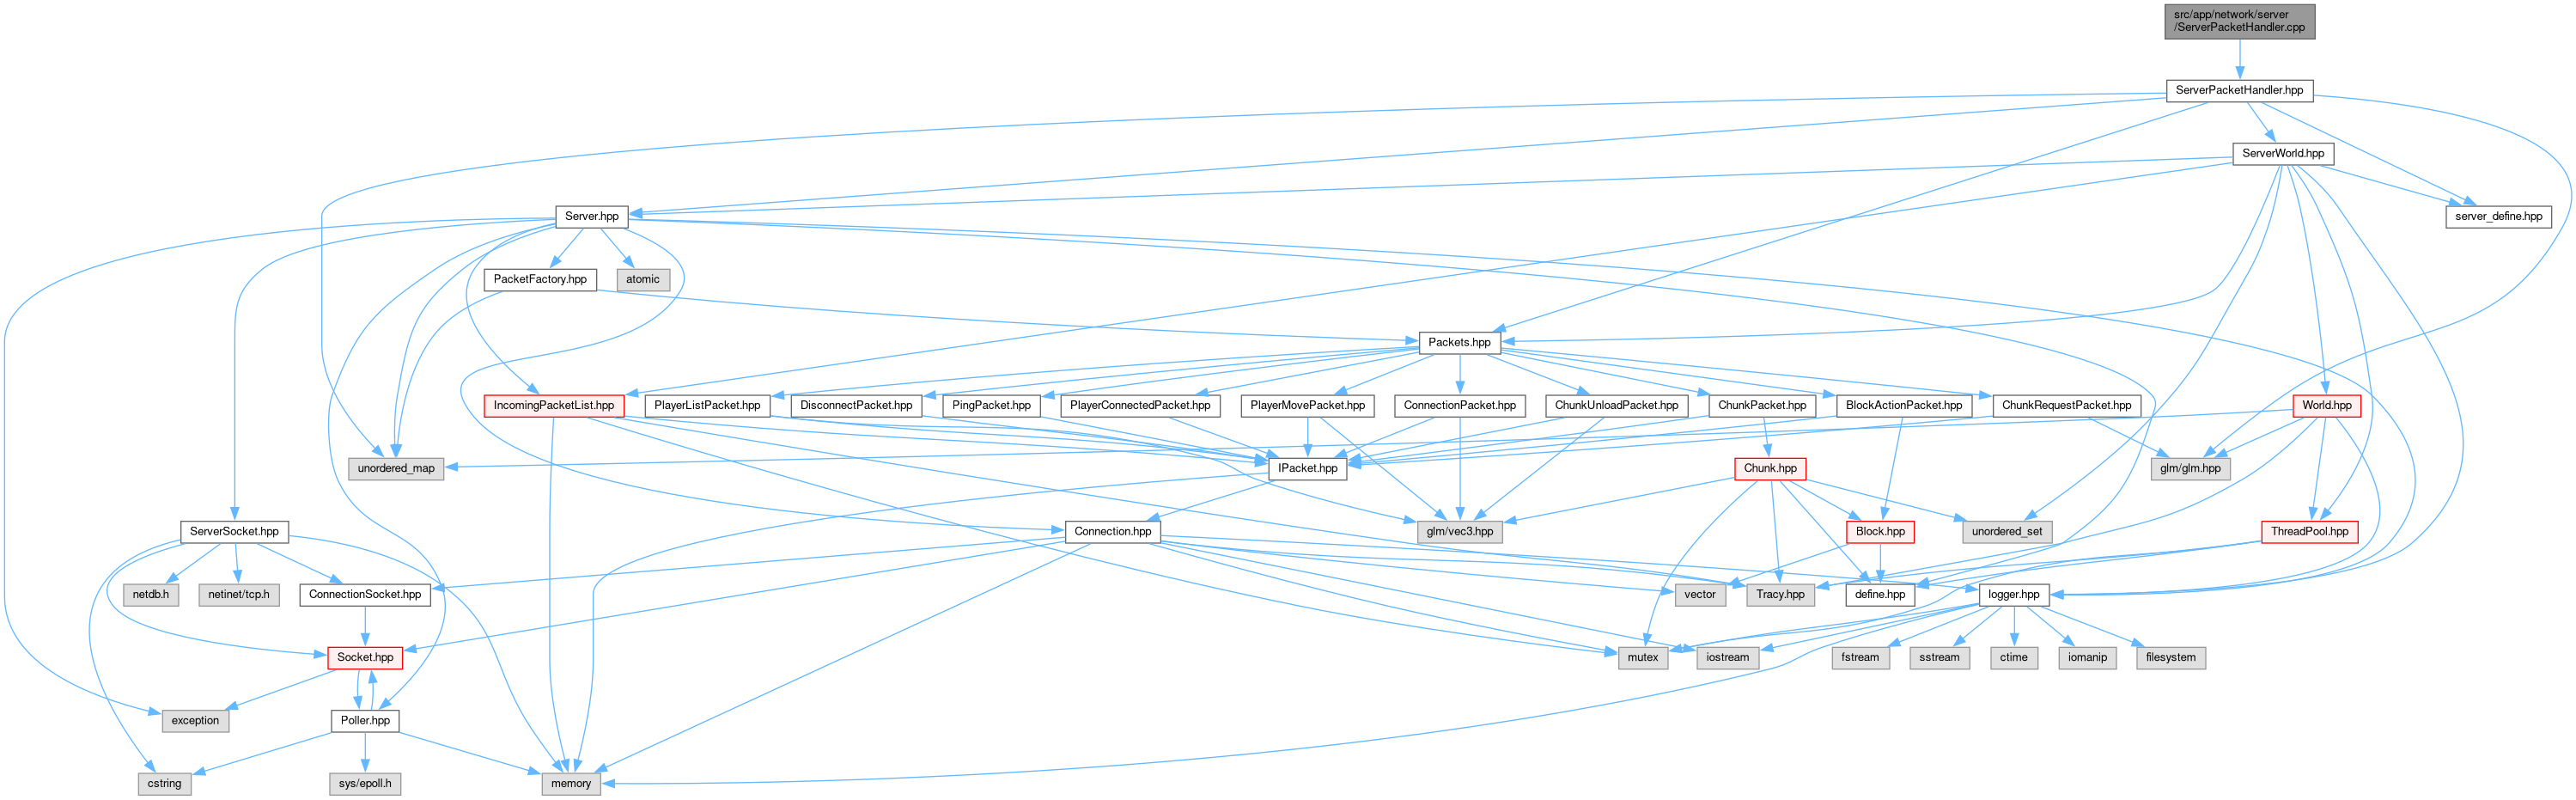 src/app/network/server
/ServerPacketHandler.cpp
ServerPacketHandler.hpp
ServerWorld.hpp
Server.hpp
server_define.hpp
PacketFactory.hpp
atomic
Packets.hpp
IncomingPacketList.hpp
PlayerListPacket.hpp
DisconnectPacket.hpp
PingPacket.hpp
PlayerConnectedPacket.hpp
PlayerMovePacket.hpp
ConnectionPacket.hpp
ChunkUnloadPacket.hpp
ChunkPacket.hpp
BlockActionPacket.hpp
ChunkRequestPacket.hpp
World.hpp
unordered_map
IPacket.hpp
Chunk.hpp
glm/glm.hpp
ServerSocket.hpp
Connection.hpp
glm/vec3.hpp
Block.hpp
unordered_set
ThreadPool.hpp
netdb.h
netinet/tcp.h
ConnectionSocket.hpp
vector
Tracy.hpp
define.hpp
logger.hpp
Socket.hpp
mutex
iostream
fstream
sstream
ctime
iomanip
filesystem
exception
Poller.hpp
cstring
sys/epoll.h
memory